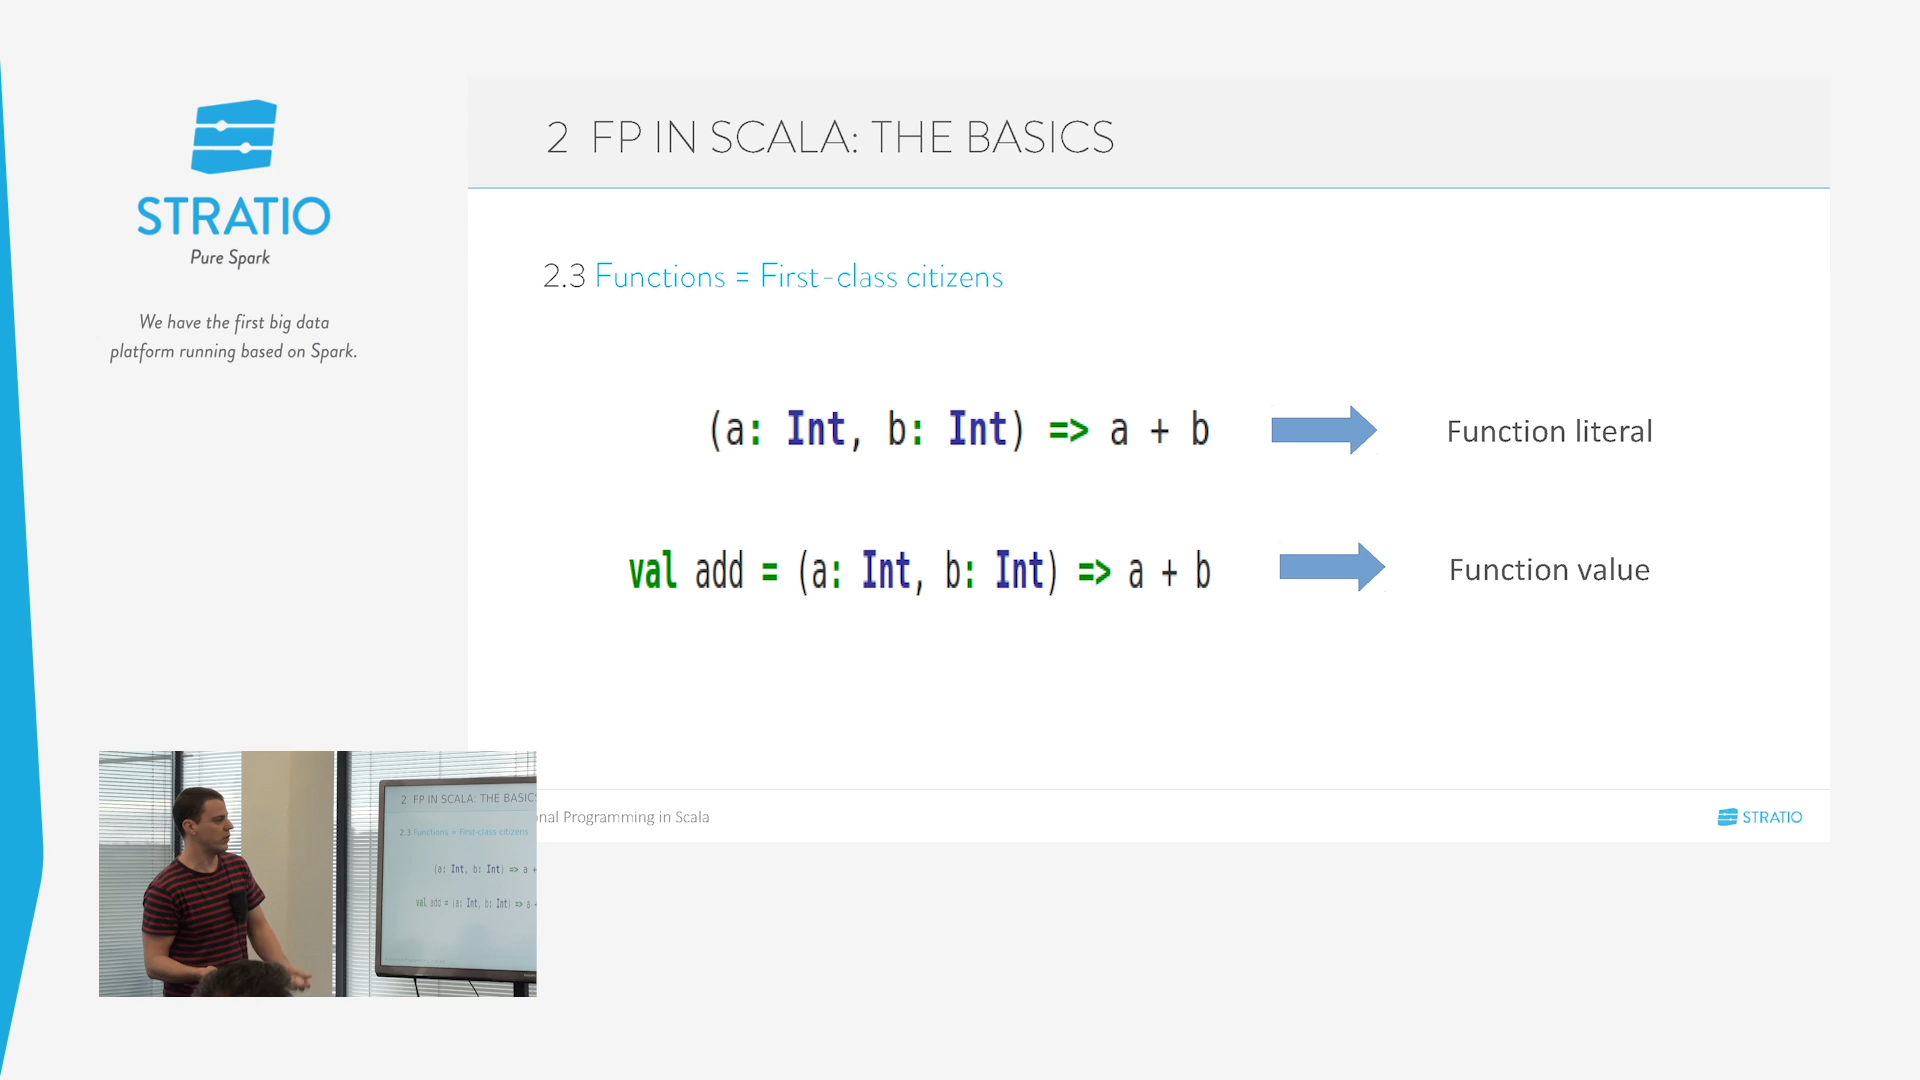 STRATIO
Pure Spark
We have the first big data
platform running based on Spark.
2 FP IN SCALA: THE BASICS
2.3 Functions = First-class citizens
(a: Int, b: Int) => a + b
Function literal
val add = (a: Int, b: Int) => a + b
Function value
nal Programming in Scala
STRATIO
2 FP IN SCALA: THE BASIC
2.3 Functions = First-class citizens
(a: Int, b: Int) => a +
val add = (a: Int, b: Int) => a +